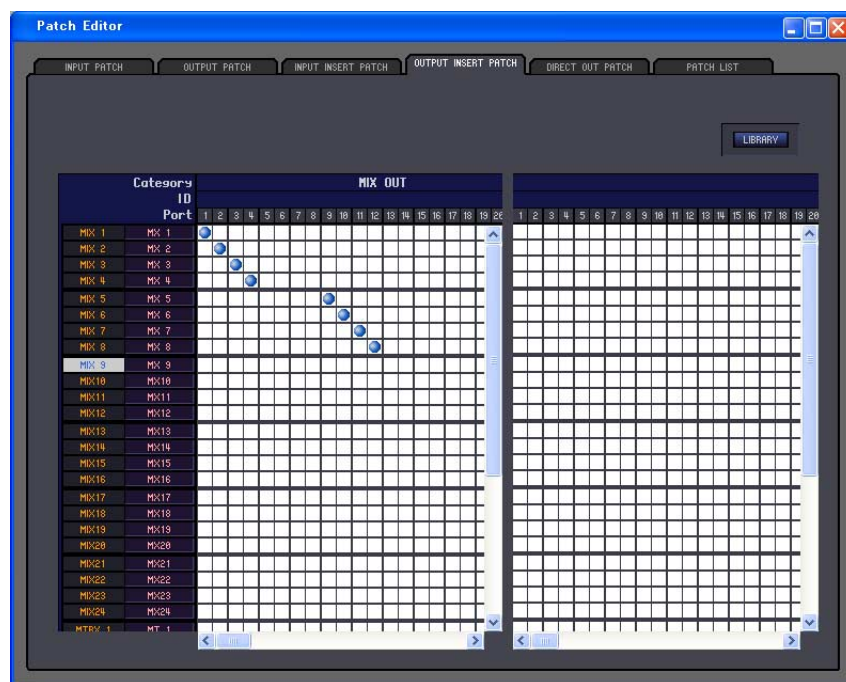 Patch Editor
INPUT PATCH OUTPUT PATCH INPUT INSERT PATCH OUTPUT INSERT PATCH DIRECT OUT PATCH PATCH LIST
LIBRARY
Category MIX OUT
ID
Port 1 2 3 4 5 6 7 8 9 10 11 12 13 14 15 16 17 18 19 20 1 2 3 4 5 6 7 8 9 10 11 12 13 14 15 16 17 18 19 20
MIX 1 MX 1
MIX 2 MX 2
MIX 3 MX 3
MIX 4 MX 4
MIX 5 MX 5
MIX 6 MX 6
MIX 7 MX 7
MIX 8 MX 8
MIX 9 MX 9
MIX10 MX10
MIX11 MX11
MIX12 MX12
MIX13 MX13
MIX14 MX14
MIX15 MX15
MIX16 MX16
MIX17 MX17
MIX18 MX18
MIX19 MX19
MIX20 MX20
MIX21 MX21
MIX22 MX22
MIX23 MX23
MIX24 MX24
MTRX 1 MT 1